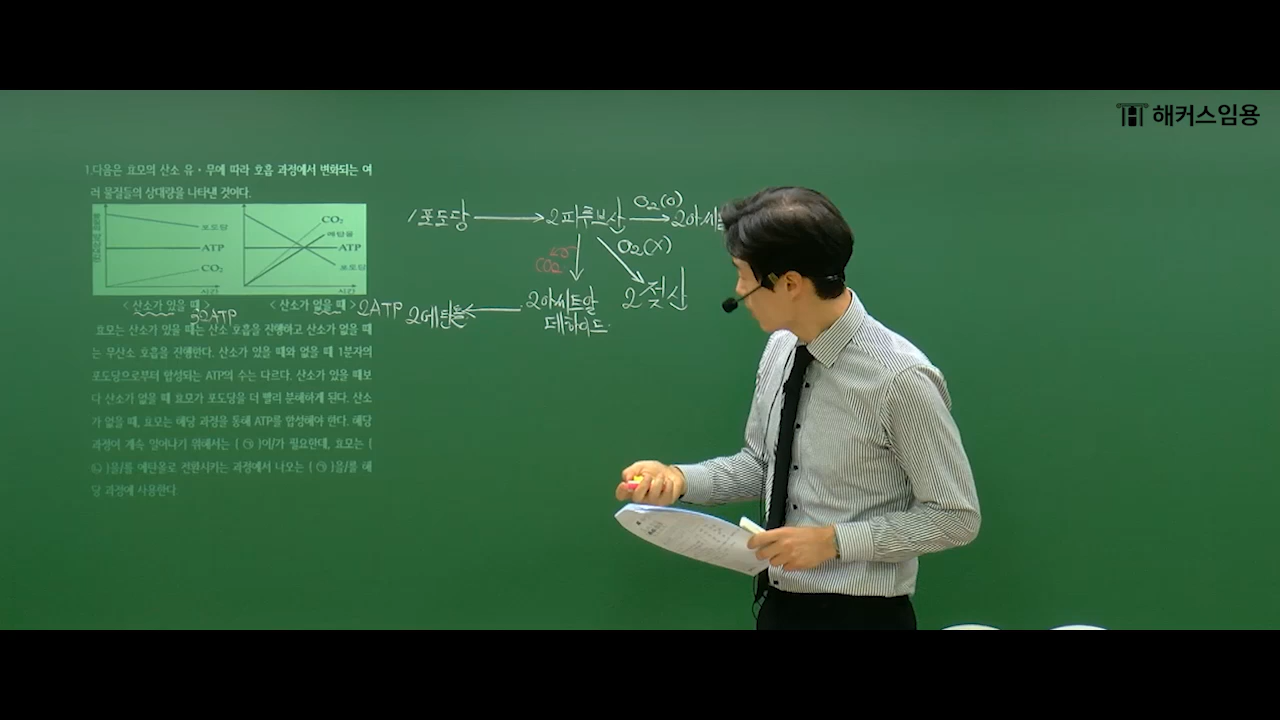 해커스임용
1.다음은 효모의 산소 유·무에 따라 호흡 과정에서 변화되는 여
러 물질들의 상대량을 나타낸 것이다.
포도당
ATP
CO₂
시간
CO₂
에탄올
ATP
포도당
시간
< 산소가 있을 때 >
< 산소가 없을 때 >
32ATP
2ATP
효모는 산소가 있을 때는 산소 호흡을 진행하고 산소가 없을 때
는 무산소 호흡을 진행한다. 산소가 있을 때와 없을 때 1분자의
포도당으로부터 합성되는 ATP의 수는 다르다. 산소가 있을 때보
다 산소가 없을 때 효모가 포도당을 더 빨리 분해하게 된다. 산소
가 없을 때, 효모는 해당 과정을 통해 ATP를 합성해야 한다. 해당
과정이 계속 일어나기 위해서는 ( ㉠ )이/가 필요한데, 효모는 (
㉡ )을/를 에탄올로 전환시키는 과정에서 나오는 ( ㉠ )을/를 해
당 과정에 사용한다.
1포도당
2피루브산
O₂(O)
2아세
O₂(X)
CO₂
2젖산
2아세트알
데하이드
2에탄올